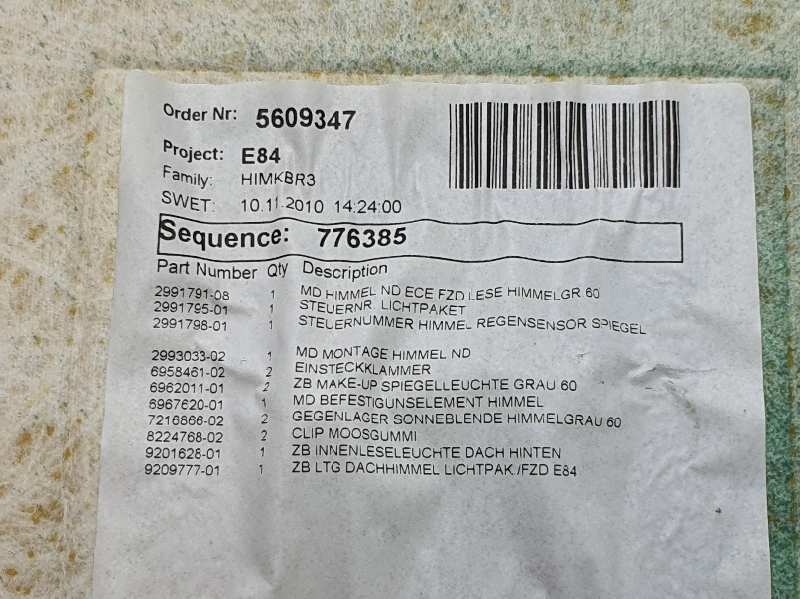 Order Nr: 5609347
Project: E84
Family: HIMKBR3
SWET: 10.11.2010 14:24:00
Sequence: 776385
Part Number Qty Description
2991791-08 1 MD HIMMEL ND ECE FZD LESE HIMMELGR 60
2991795-01 1 STEUERNR. LICHTPAKET
2991798-01 1 STEUERNUMMER HIMMEL REGENSENSOR SPIEGEL
2993033-02 1 MD MONTAGE HIMMEL ND
6958461-02 2 EINSTECKKLAMMER
6962011-01 2 ZB MAKE-UP SPIEGELLEUCHTE GRAU 60
6967620-01 1 MD BEFESTIGUNSELEMENT HIMMEL
7216866-02 2 GEGENLAGER SONNEBLENDE HIMMELGRAU 60
8224768-02 2 CLIP MOOSGUMMI
9201628-01 1 ZB INNENLESELEUCHTE DACH HINTEN
9209777-01 1 ZB LTG DACHHIMMEL LICHTPAK./FZD E84